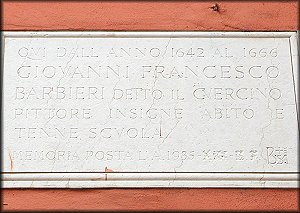 QVI DALL'ANNO 1642 AL 1666
GIOVANNI FRANCESCO
BARBIERI DETTO IL GVERCINO
PITTORE INSIGNE ABITÒ E
TENNE SCVOLA
MEMORIA POSTA L'A. 1935